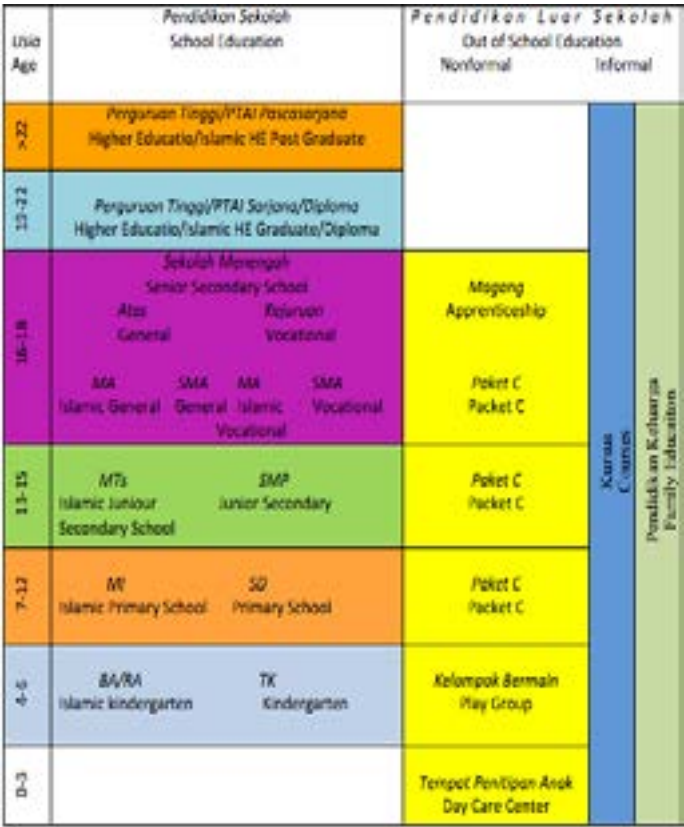 Usia
Age
Pendidikan Sekolah
School Education
Pendidikan Luar Sekolah
Out of School Education
Nonformal Informal
>22
Perguruan Tinggi/PTAI Pascasarjana
Higher Educatio/Islamic HE Post Graduate
Perguruan Tinggi/PTAI Sarjana/Diploma
Higher Educatio/Islamic HE Graduate/Diploma
16-18
Sekolah Menengah
Senior Secondary School
Atas Kejuruan
General Vocational
MA SMA MA SMA
Islamic General General Islamic Vocational
Vocational
Magang
Apprenticeship
Paket C
Packet C
13-15
MTs SMP
Islamic Juniour Junior Secondary
Secondary School
Paket C
Packet C
7-12
MI SD
Islamic Primary School Primary School
Paket C
Packet C
4-6
BA/RA TK
Islamic kindergarten Kindergarten
Kelompok Bermain
Play Group
0-3
Tempat Penitipan Anak
Day Care Center
Kursus
Courses
Pendidikan Keluarga
Family Educaiton